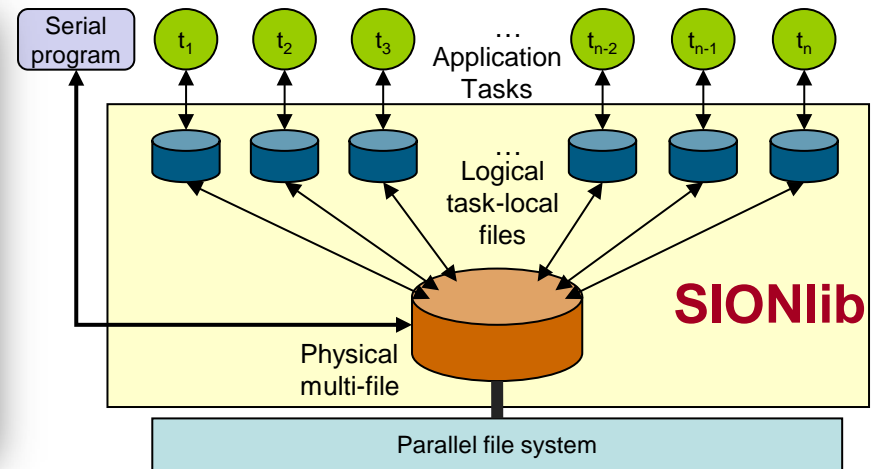 Serial
program
t1
t2
t3
…
tn-2
tn-1
tn
Application
Tasks
…
Logical
task-local
files
SIONlib
Physical
multi-file
Parallel file system